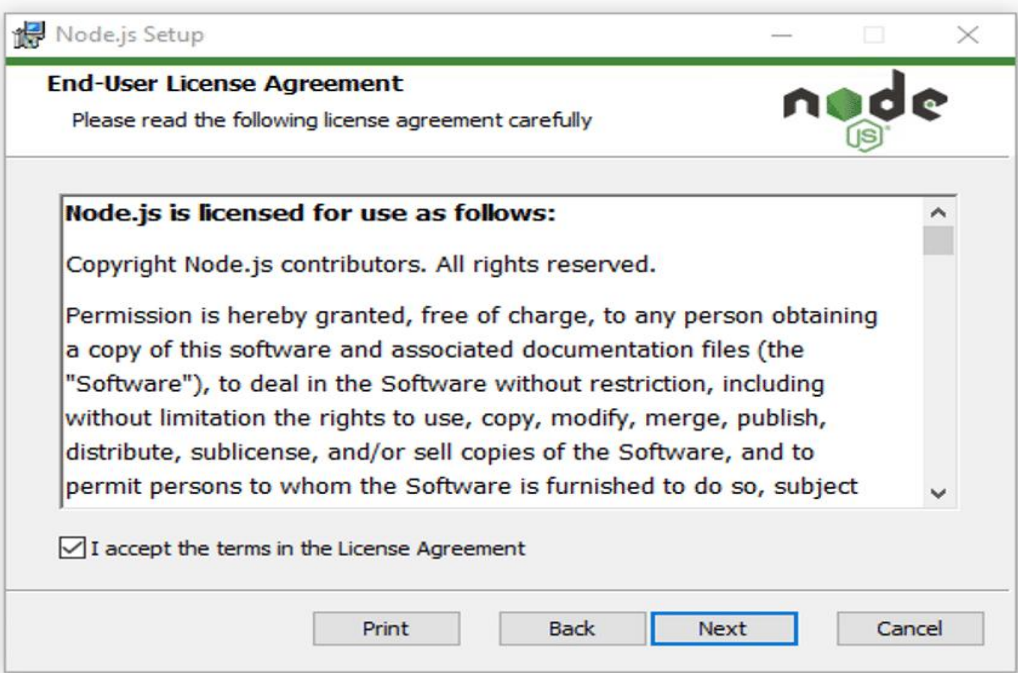 Node.js Setup
End-User License Agreement
Please read the following license agreement carefully
node
JS
Node.js is licensed for use as follows:
Copyright Node.js contributors. All rights reserved.
Permission is hereby granted, free of charge, to any person obtaining
a copy of this software and associated documentation files (the
"Software"), to deal in the Software without restriction, including
without limitation the rights to use, copy, modify, merge, publish,
distribute, sublicense, and/or sell copies of the Software, and to
permit persons to whom the Software is furnished to do so, subject
I accept the terms in the License Agreement
Print Back Next Cancel